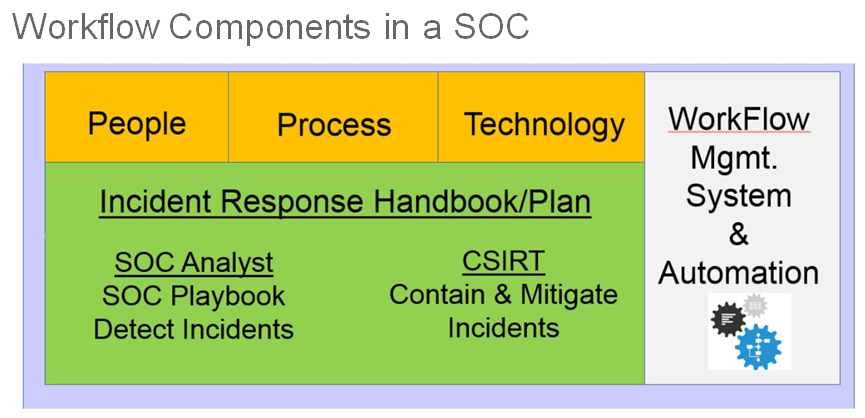 Workflow Components in a SOC
People
Process
Technology
WorkFlow
Mgmt.
System
&
Automation
Incident Response Handbook/Plan
SOC Analyst
SOC Playbook
Detect Incidents
CSIRT
Contain & Mitigate
Incidents